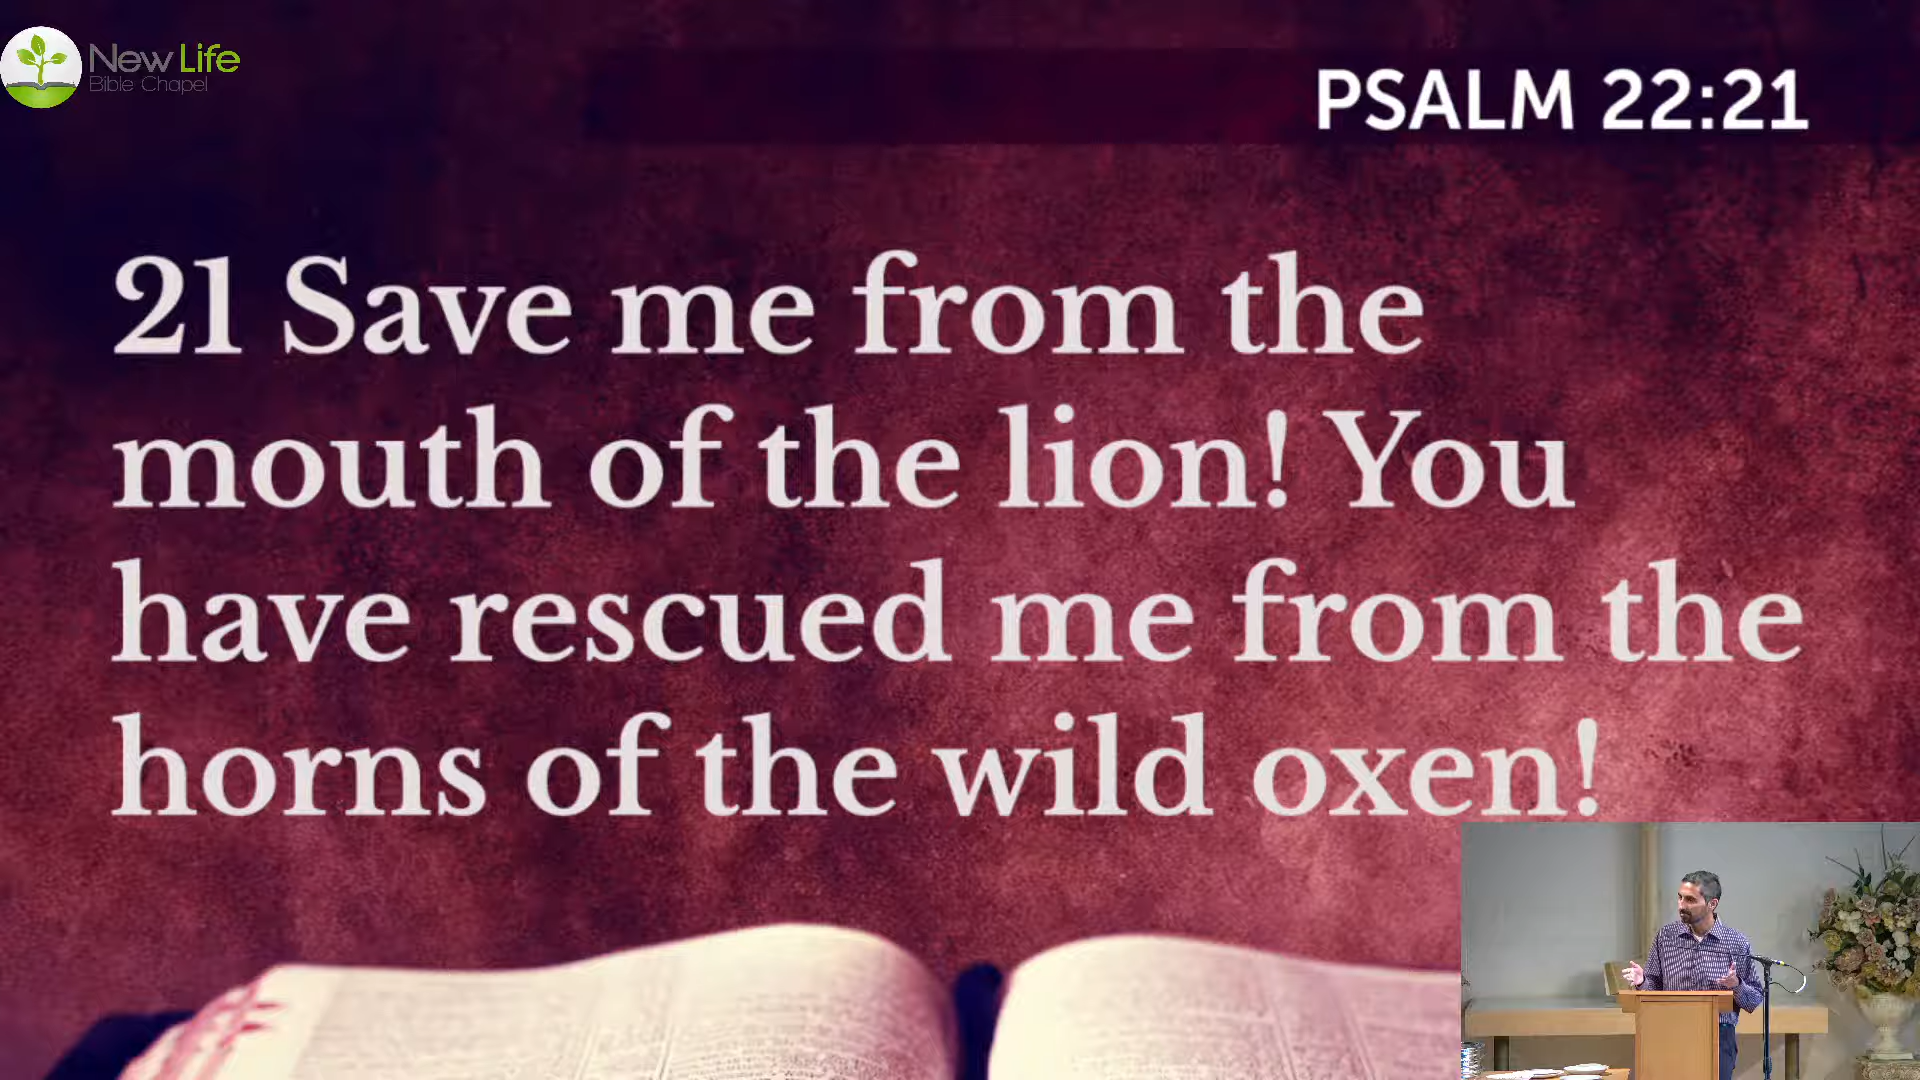 New Life
Bible Chapel
PSALM 22:21
21 Save me from the
mouth of the lion! You
have rescued me from the
horns of the wild oxen!